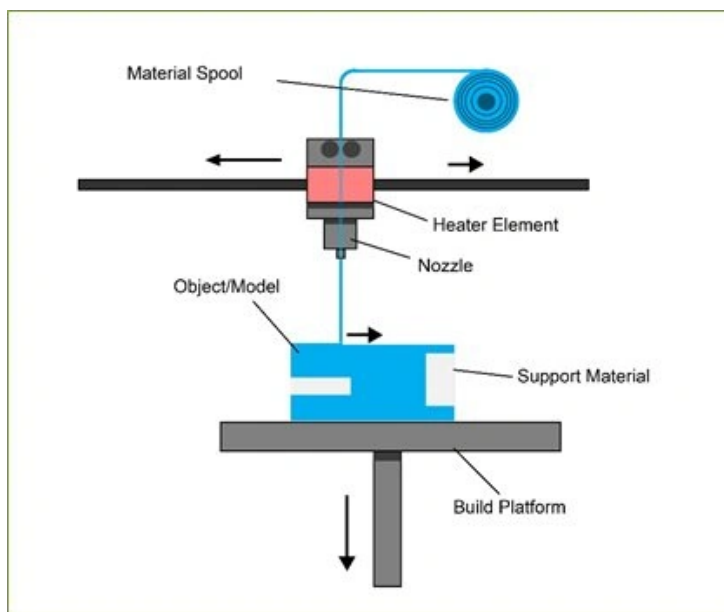 Material Spool
Heater Element
Nozzle
Object/Model
Support Material
Build Platform